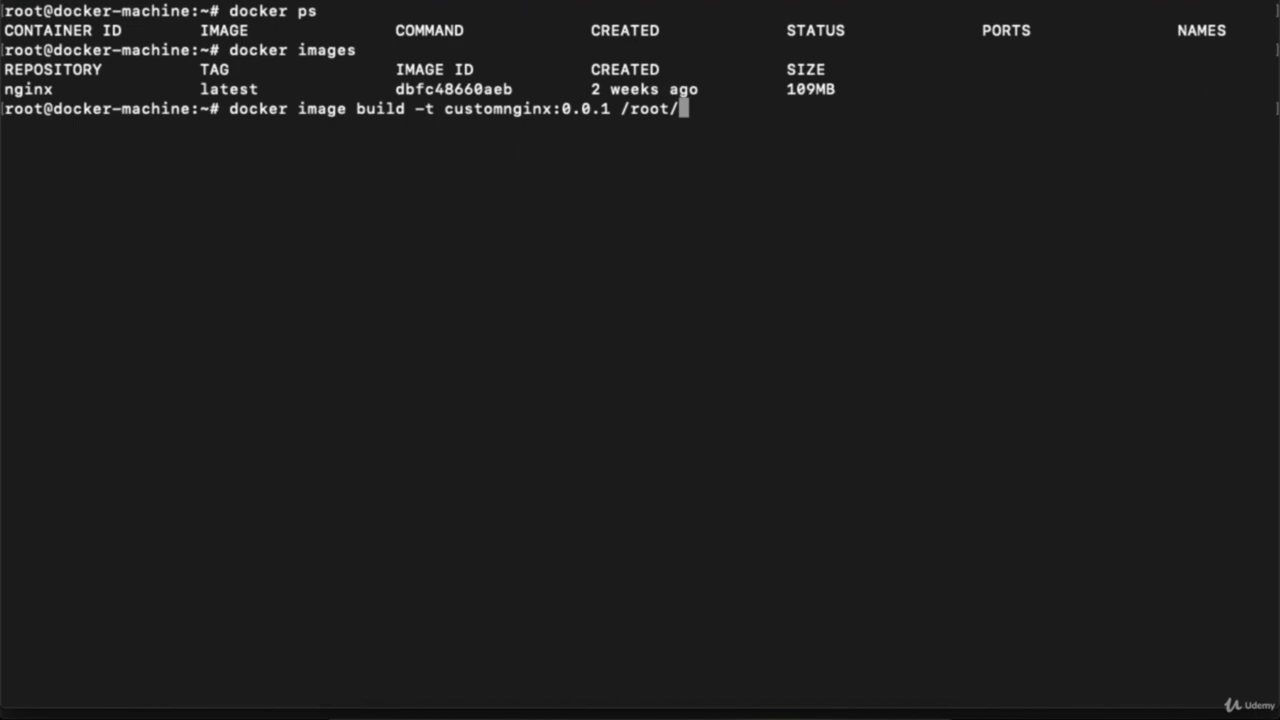 [root@docker-machine:~# docker ps ]
CONTAINER ID IMAGE COMMAND CREATED STATUS PORTS NAMES
[root@docker-machine:~# docker images ]
REPOSITORY TAG IMAGE ID CREATED SIZE
nginx latest dbfc48660aeb 2 weeks ago 109MB
[root@docker-machine:~# docker image build -t customnginx:0.0.1 /root/ ]
Udemy